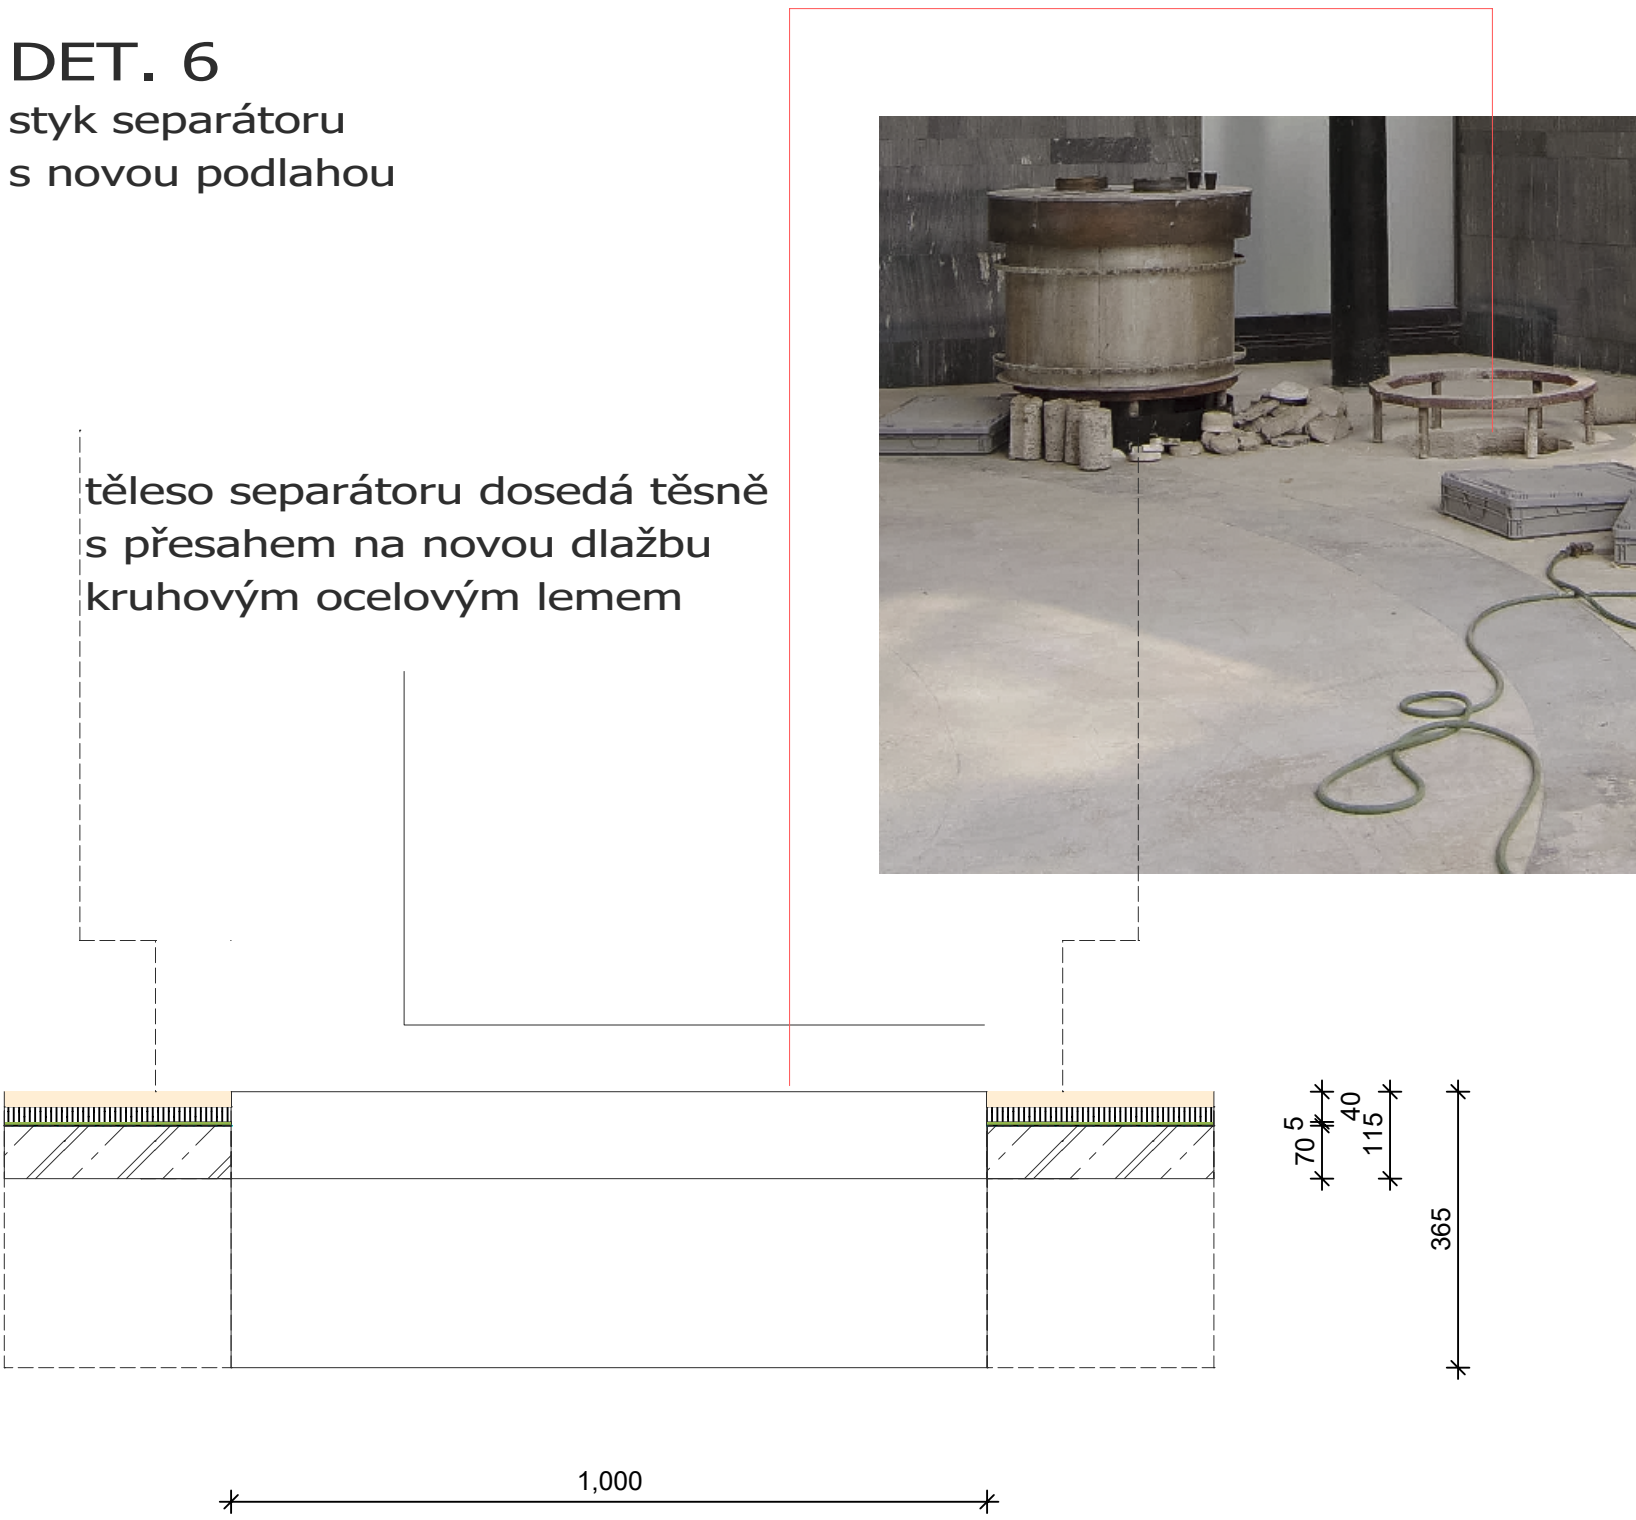 DET. 6
styk separátoru
s novou podlahou
těleso separátoru dosedá těsně
s přesahem na novou dlažbu
kruhovým ocelovým lemem
40
5
70
115
365
1,000